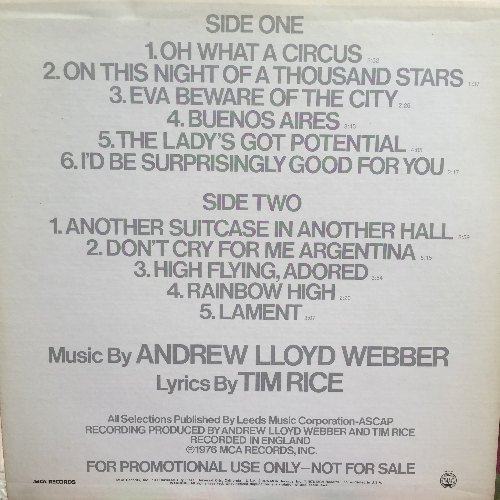 SIDE ONE
1. OH WHAT A CIRCUS
2. ON THIS NIGHT OF A THOUSAND STARS
3. EVA BEWARE OF THE CITY 2:26
4. BUENOS AIRES 3:15
5. THE LADY'S GOT POTENTIAL
6. I'D BE SURPRISINGLY GOOD FOR YOU
SIDE TWO
1. ANOTHER SUITCASE IN ANOTHER HALL
2. DON'T CRY FOR ME ARGENTINA
3. HIGH FLYING, ADORED
4. RAINBOW HIGH
5. LAMENT
Music By ANDREW LLOYD WEBBER
Lyrics By TIM RICE
All Selections Published By Leeds Music Corporation-ASCAP
RECORDING PRODUCED BY ANDREW LLOYD WEBBER AND TIM RICE
RECORDED IN ENGLAND
℗1976 MCA RECORDS, INC.
FOR PROMOTIONAL USE ONLY—NOT FOR SALE
MCA RECORDS